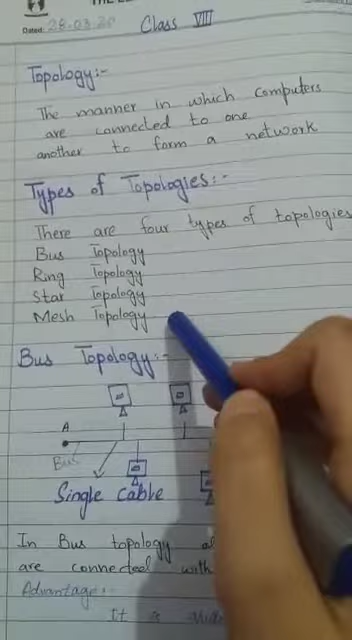 Dated: 28.03.20
Class VIII
Topology:-
The manner in which computers
are connected to one
another to form a network
Types of Topologies:-
There are four types of topologies
Bus Topology
Ring Topology
Star Topology
Mesh Topology
Bus Topology:-
A
Bus
Single cable
In Bus topology
are connected with
Advantage:-
It is